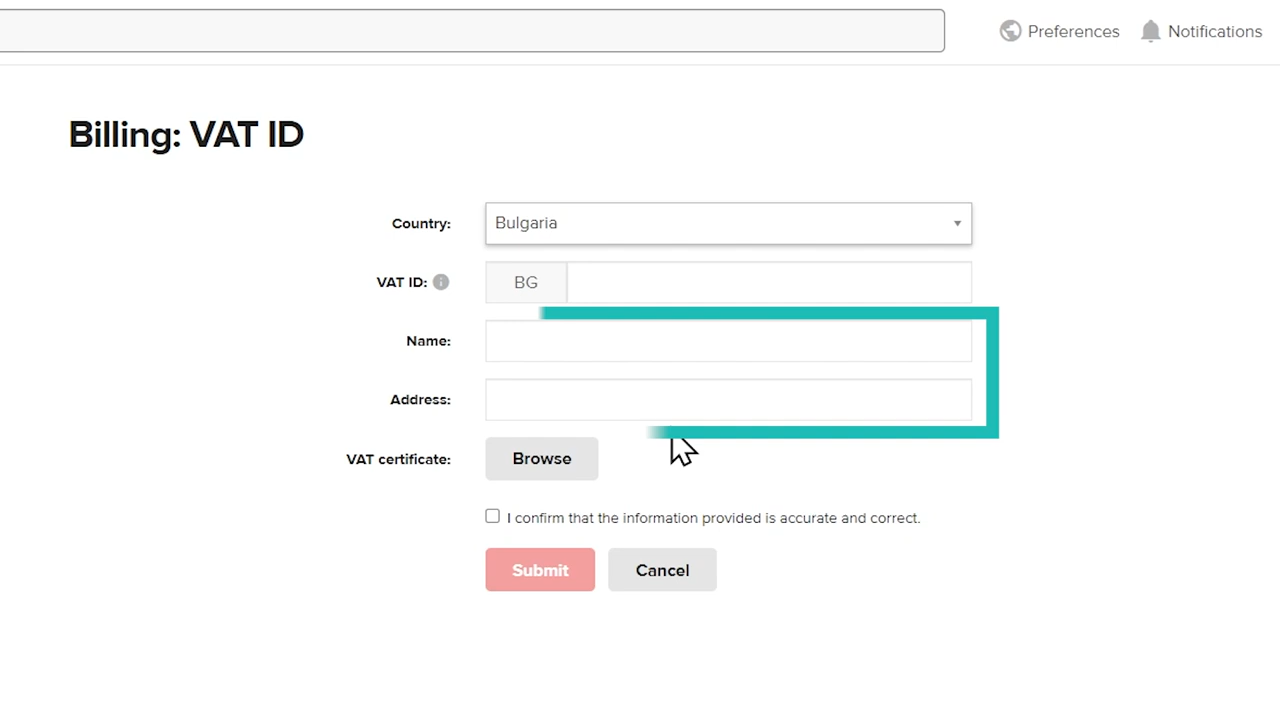 Preferences
Notifications
Billing: VAT ID
Country: Bulgaria
VAT ID: BG
Name:
Address:
VAT certificate: Browse
I confirm that the information provided is accurate and correct.
Submit Cancel